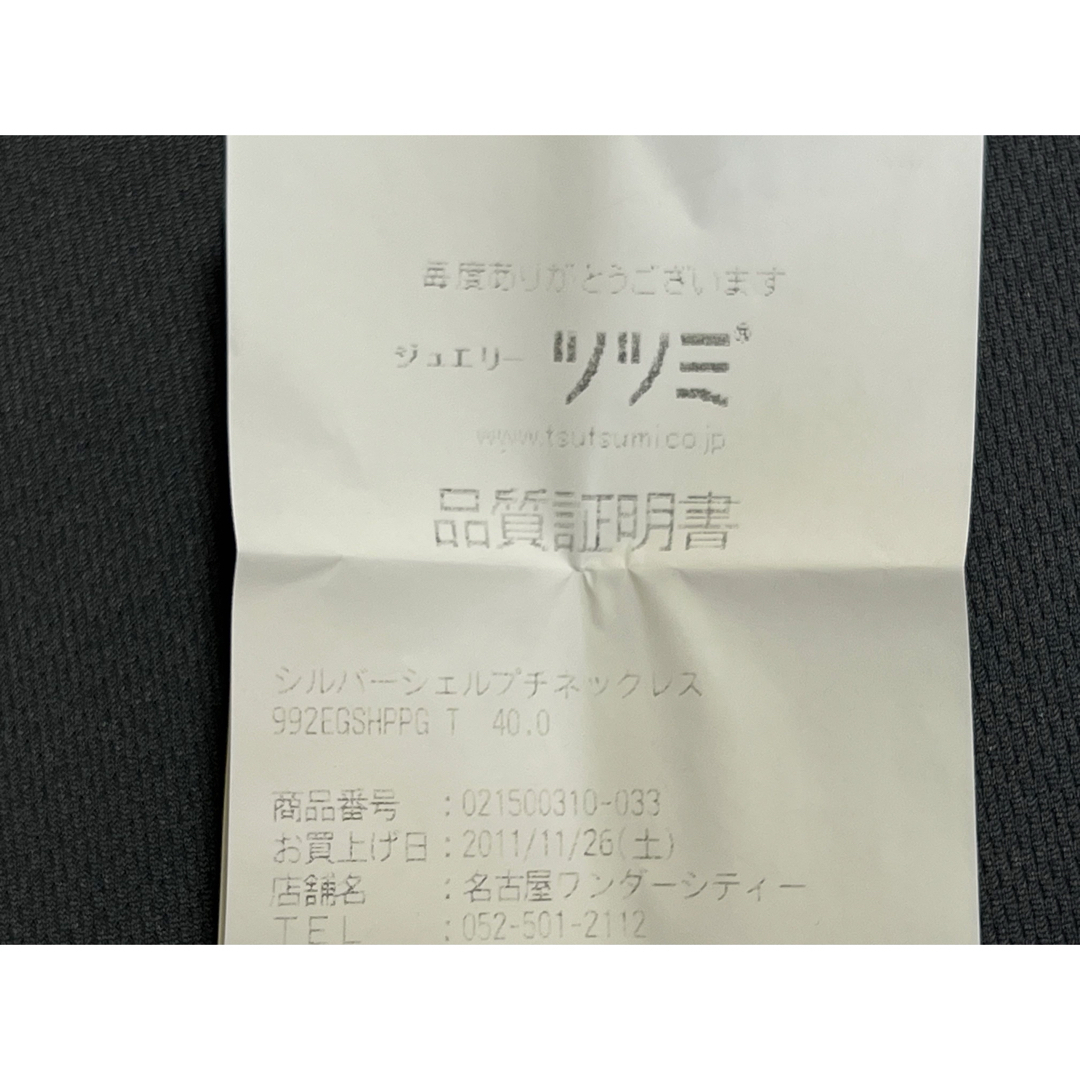 毎度ありがとうございます
ジュエリー ツツミ®
www.tsutsumi.co.jp
品質証明書
シルバーシェルプチネックレス
992EGSHPPG T 40.0
商品番号 :021500310-033
お買上げ日:2011/11/26(土)
店舗名 :名古屋ワンダーシティー
TEL :052-501-2112